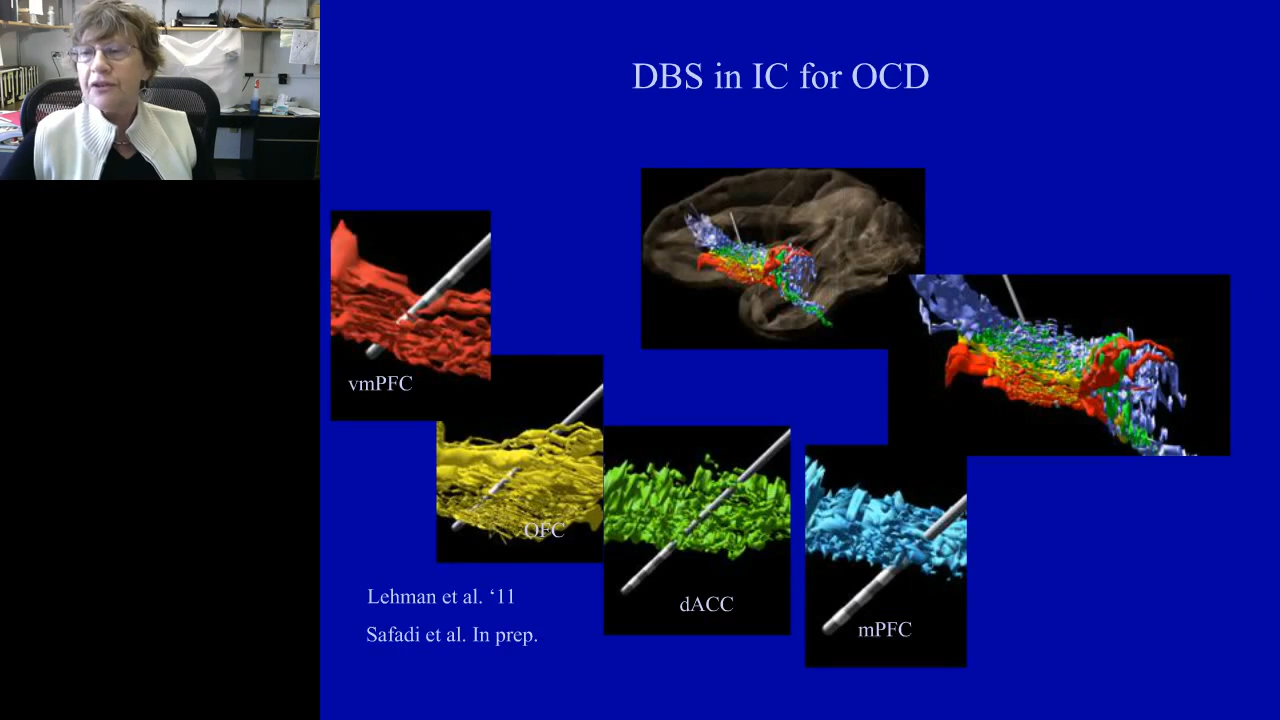 DBS in IC for OCD
vmPFC
OFC
dACC
mPFC
Lehman et al. ‘11
Safadi et al. In prep.